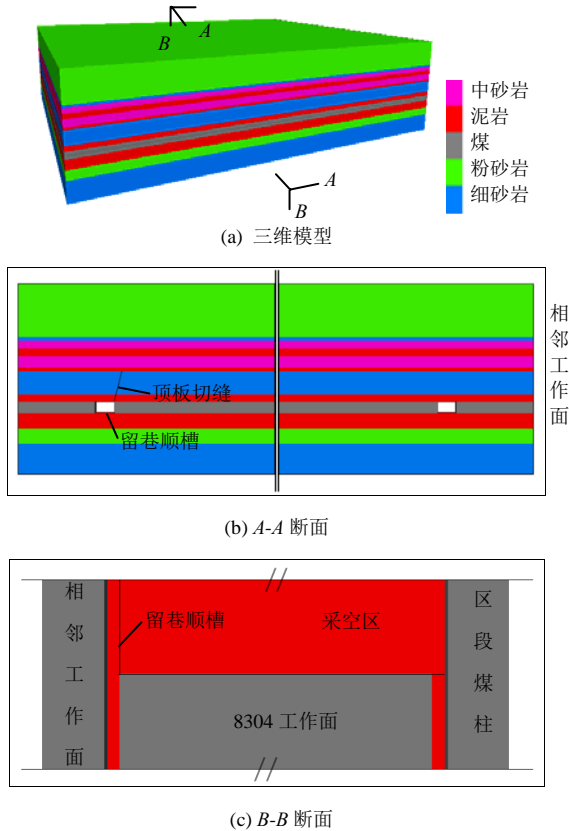 A
B
中砂岩
泥岩
煤
粉砂岩
细砂岩
A
B
(a) 三维模型
相邻工作面
顶板切缝
留巷顺槽
(b) A-A 断面
相邻工作面
留巷顺槽
采空区
区段煤柱
8304 工作面
(c) B-B 断面